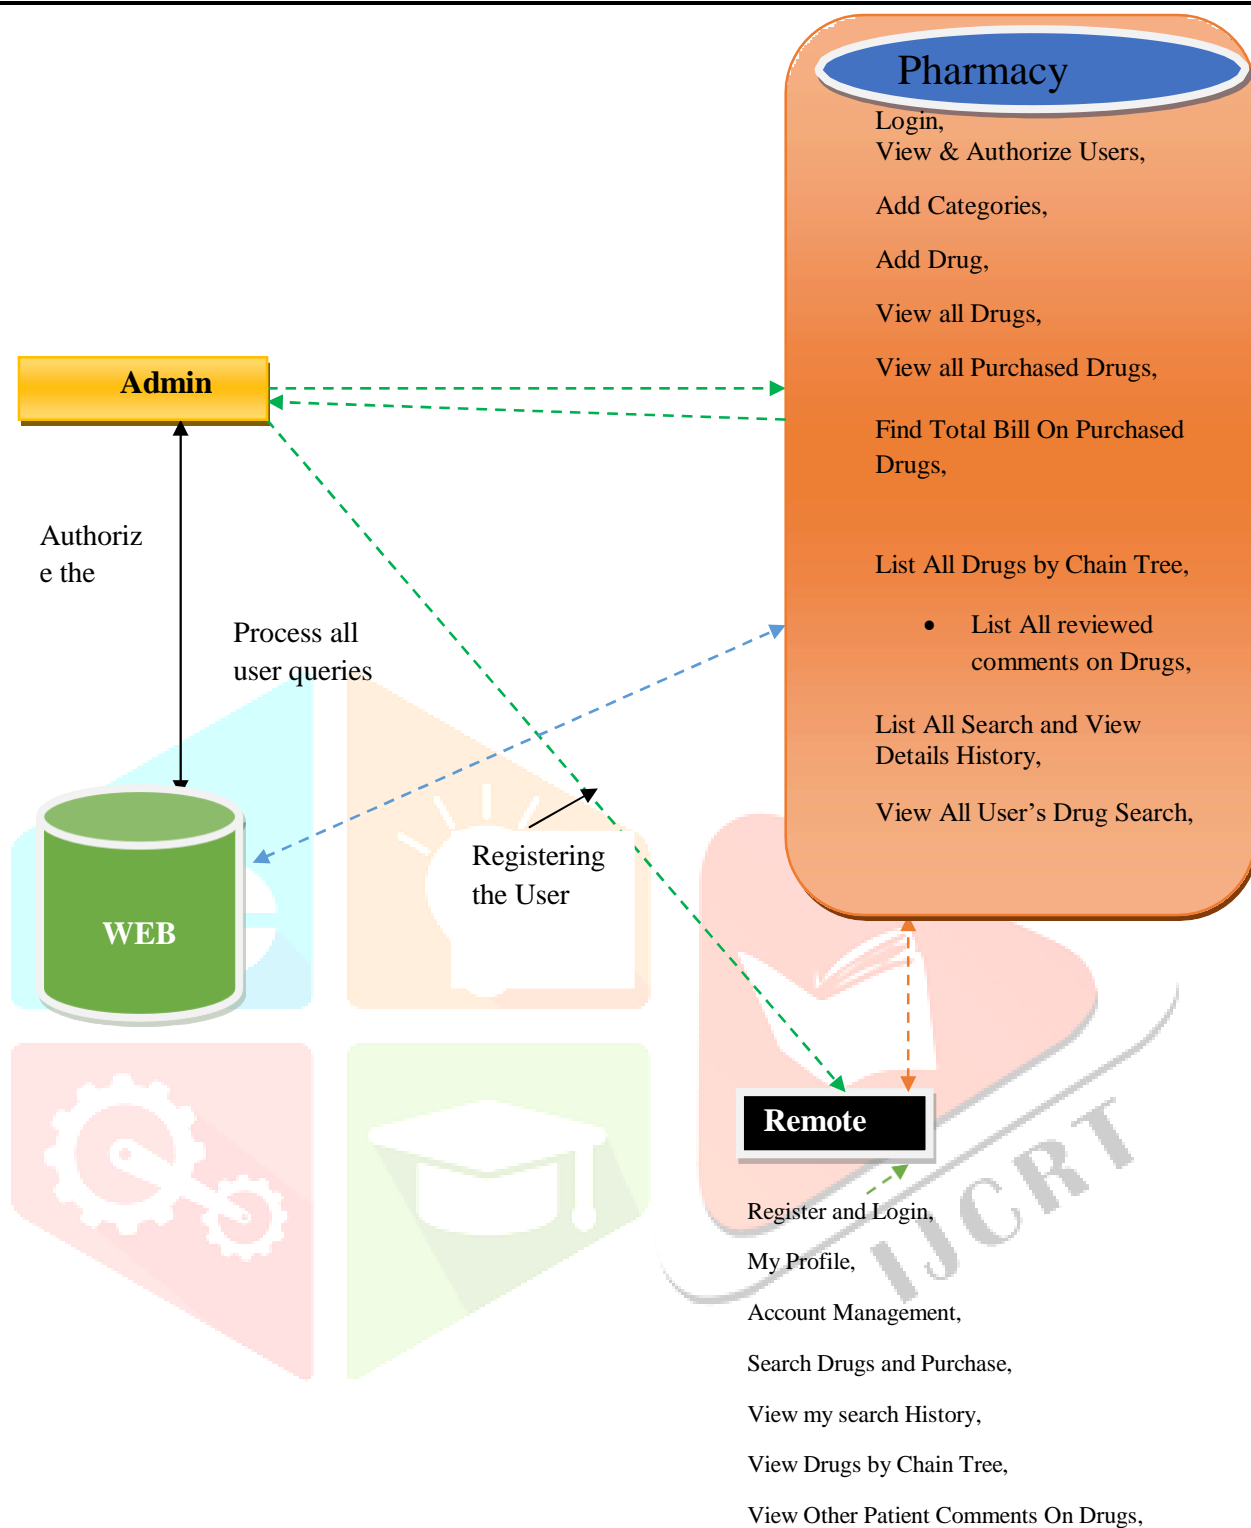 Pharmacy
Login,
View & Authorize Users,
Add Categories,
Add Drug,
View all Drugs,
View all Purchased Drugs,
Find Total Bill On Purchased
Drugs,
List All Drugs by Chain Tree,
• List All reviewed
comments on Drugs,
List All Search and View
Details History,
View All User’s Drug Search,
Admin
Authoriz
e the
Process all
user queries
Registering
the User
WEB
Remote
Register and Login,
My Profile,
Account Management,
Search Drugs and Purchase,
View my search History,
View Drugs by Chain Tree,
View Other Patient Comments On Drugs,
IJCRT